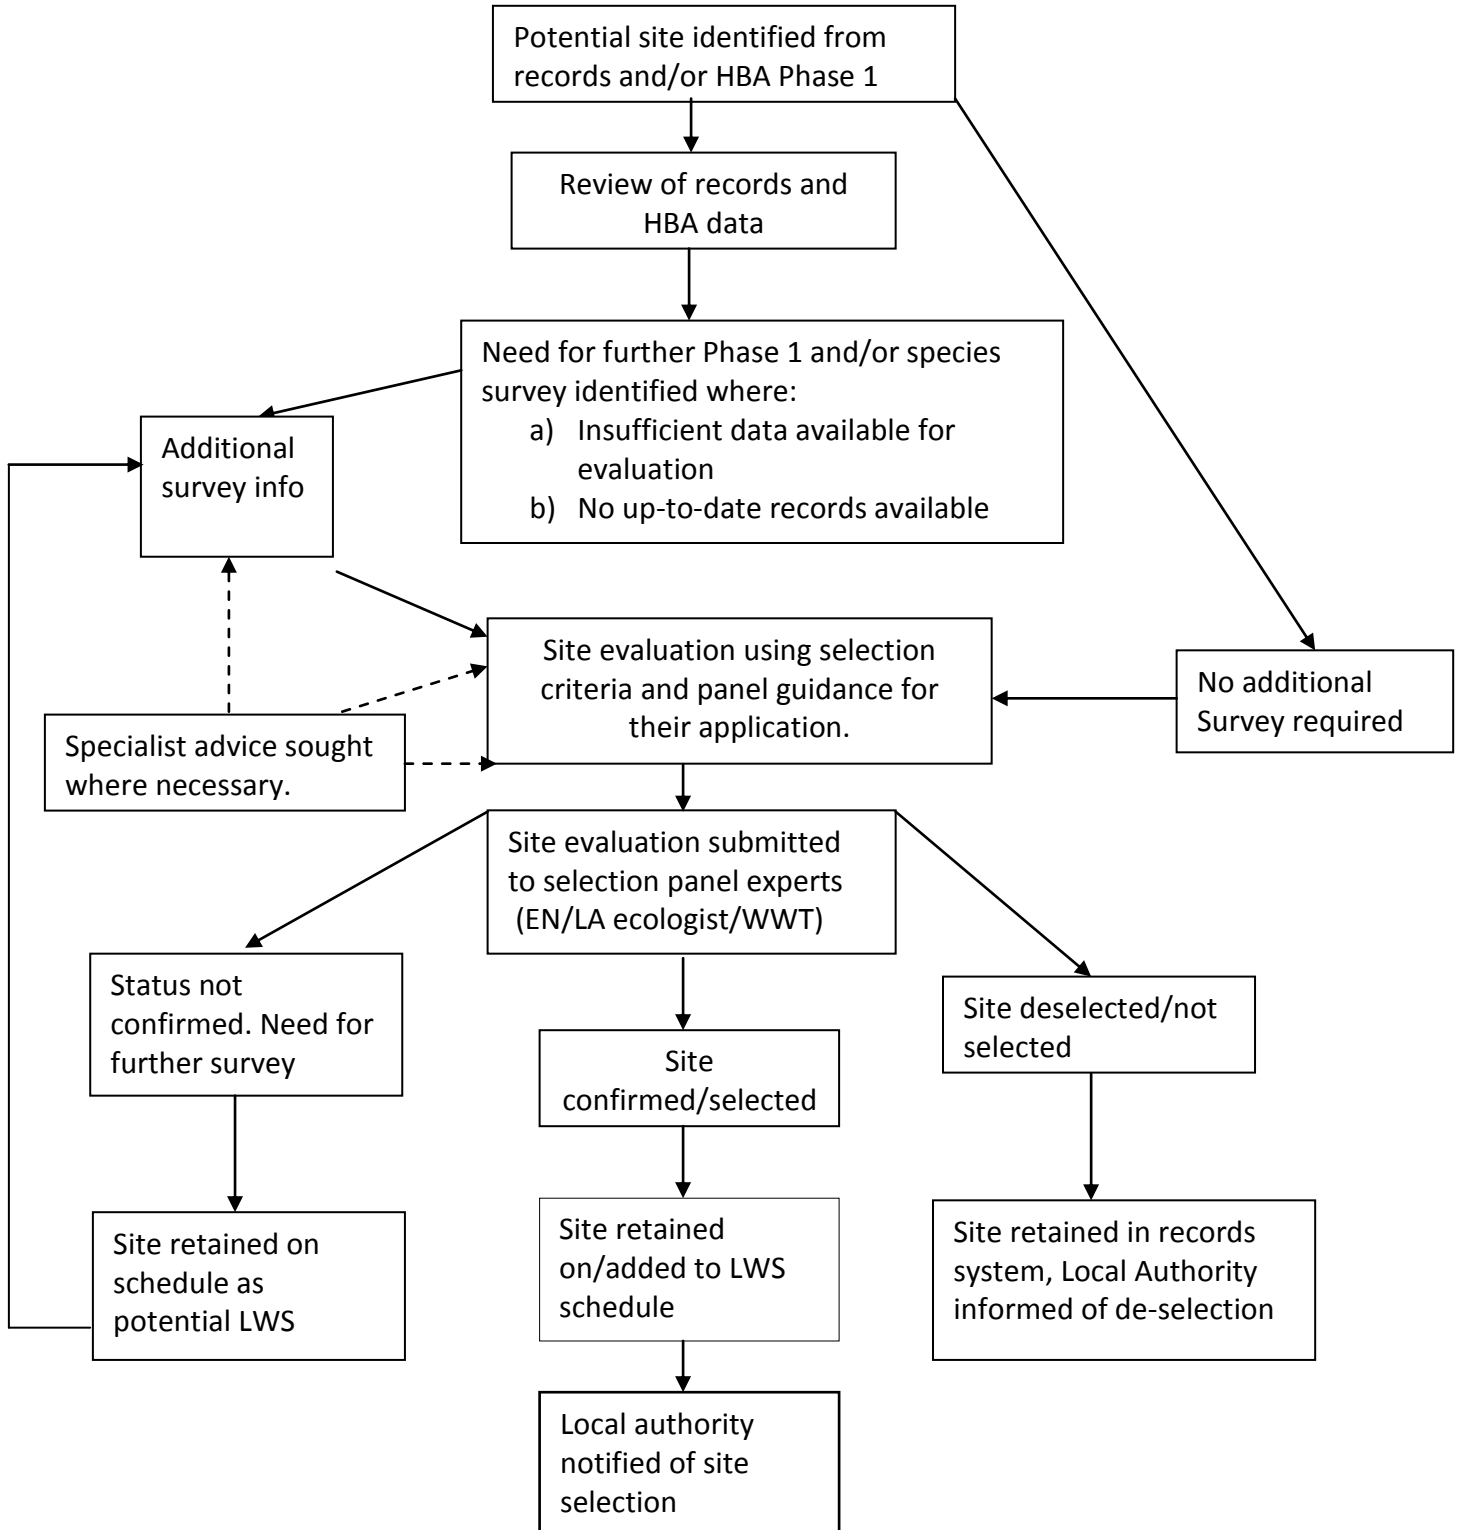 Potential site identified from
records and/or HBA Phase 1
Review of records and
HBA data
Need for further Phase 1 and/or species
survey identified where:
a) Insufficient data available for
evaluation
b) No up-to-date records available
Additional
survey info
Site evaluation using selection
criteria and panel guidance for
their application.
No additional
Survey required
Specialist advice sought
where necessary.
Site evaluation submitted
to selection panel experts
(EN/LA ecologist/WWT)
Status not
confirmed. Need for
further survey
Site
confirmed/selected
Site deselected/not
selected
Site retained on
schedule as
potential LWS
Site retained
on/added to LWS
schedule
Site retained in records
system, Local Authority
informed of de-selection
Local authority
notified of site
selection